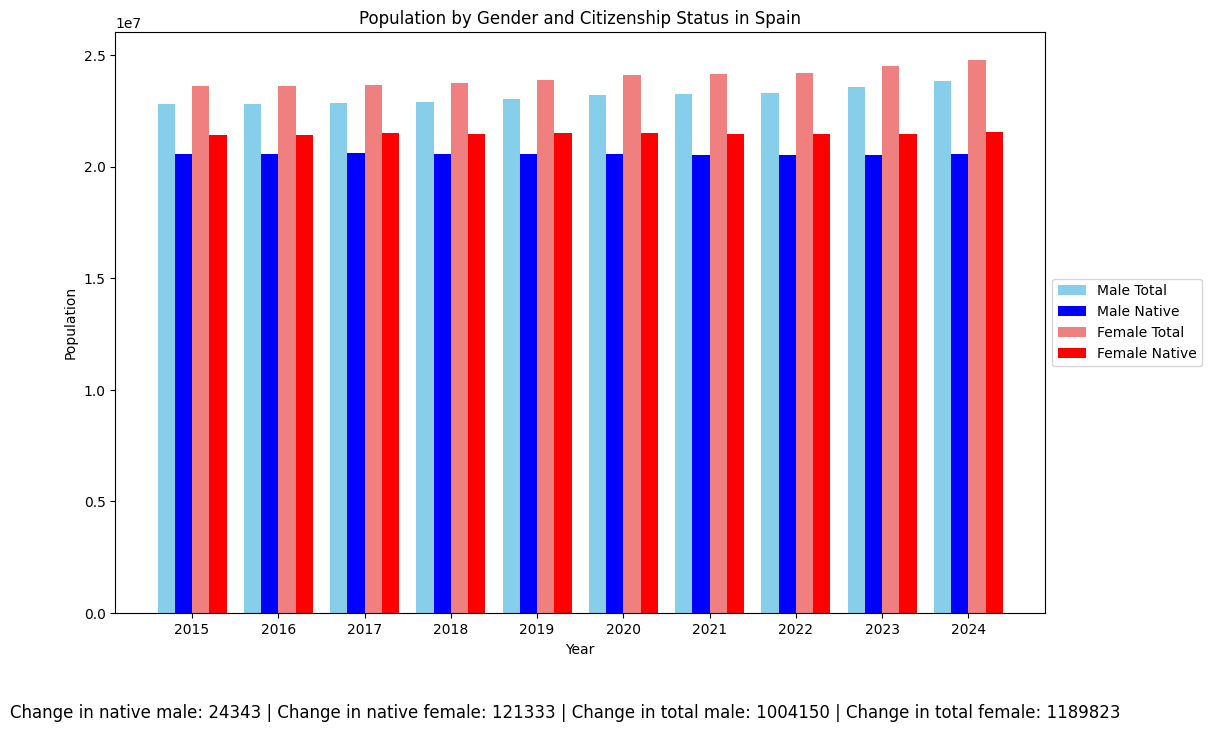 Population by Gender and Citizenship Status in Spain
1e7
2.5
2.0
1.5
1.0
0.5
0.0
Population
2015 2016 2017 2018 2019 2020 2021 2022 2023 2024
Year
Male Total
Male Native
Female Total
Female Native
Change in native male: 24343 | Change in native female: 121333 | Change in total male: 1004150 | Change in total female: 1189823